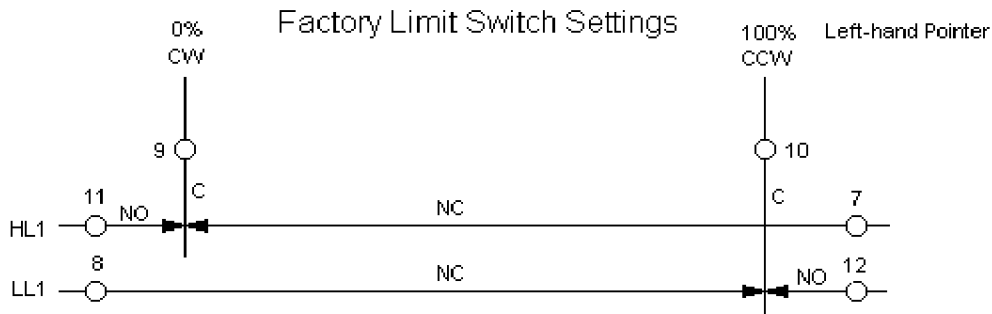 Factory Limit Switch Settings
0%
CW
100%
CCW
Left-hand Pointer
9
10
C
C
11
NO
NC
7
HL1
8
NC
12
NO
LL1